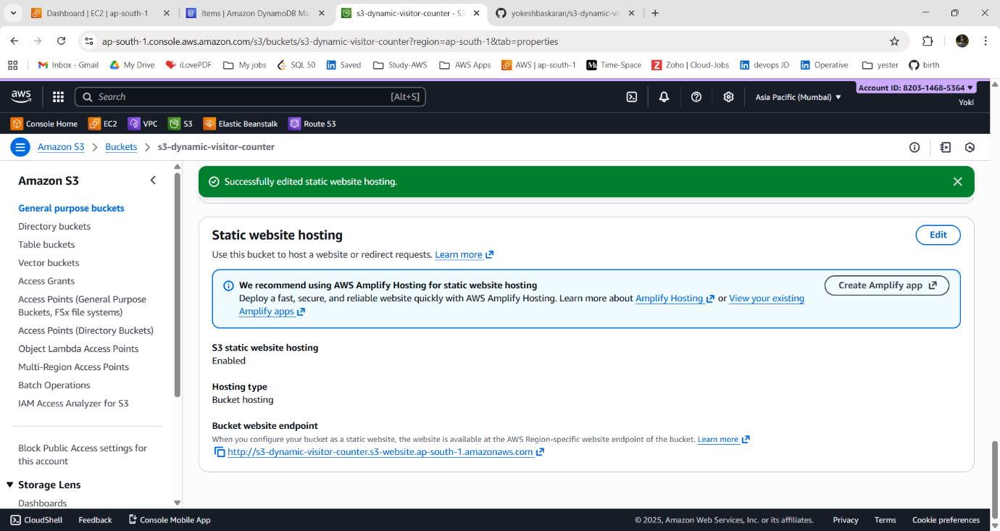 Dashboard | EC2 | ap-south-1
Items | Amazon DynamoDB Ma
s3-dynamic-visitor-counter - S3
yokeshbaskaran/s3-dynamic-vi
ap-south-1.console.aws.amazon.com/s3/buckets/s3-dynamic-visitor-counter?region=ap-south-1&tab=properties
Inbox - Gmail
My Drive
iLovePDF
My jobs
SQL 50
Saved
Study-AWS
AWS Apps
AWS | ap-south-1
Time-Space
Zoho | Cloud-Jobs
devops JD
Operative
yester
birth
aws
Search
[Alt+S]
Asia Pacific (Mumbai)
Account ID: 8203-1468-5364
Yoki
Console Home
EC2
VPC
S3
Elastic Beanstalk
Route 53
Amazon S3
Buckets
s3-dynamic-visitor-counter
Amazon S3
General purpose buckets
Directory buckets
Table buckets
Vector buckets
Access Grants
Access Points (General Purpose
Buckets, FSx file systems)
Access Points (Directory Buckets)
Object Lambda Access Points
Multi-Region Access Points
Batch Operations
IAM Access Analyzer for S3
Block Public Access settings for
this account
Storage Lens
Dashboards
Successfully edited static website hosting.
Static website hosting
Edit
Use this bucket to host a website or redirect requests. Learn more
We recommend using AWS Amplify Hosting for static website hosting
Deploy a fast, secure, and reliable website quickly with AWS Amplify Hosting. Learn more about Amplify Hosting or View your existing
Amplify apps
Create Amplify app
S3 static website hosting
Enabled
Hosting type
Bucket hosting
Bucket website endpoint
When you configure your bucket as a static website, the website is available at the AWS Region-specific website endpoint of the bucket. Learn more
http://s3-dynamic-visitor-counter.s3-website.ap-south-1.amazonaws.com
CloudShell
Feedback
Console Mobile App
© 2025, Amazon Web Services, Inc. or its affiliates.
Privacy
Terms
Cookie preferences